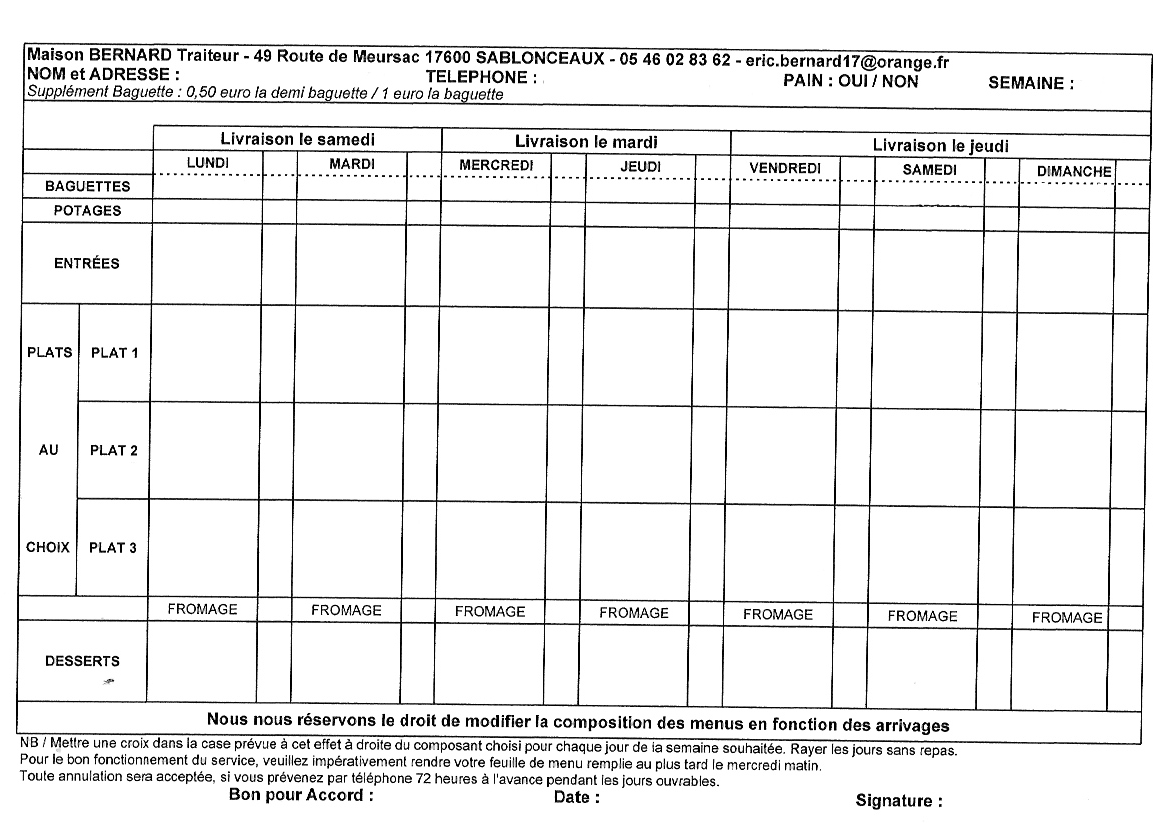 Maison BERNARD Traiteur - 49 Route de Meursac 17600 SABLONCEAUX - 05 46 02 83 62 - eric.bernard17@orange.fr
NOM et ADRESSE : TELEPHONE : PAIN : OUI / NON SEMAINE :
Supplément Baguette : 0,50 euro la demi baguette / 1 euro la baguette
Livraison le samedi Livraison le mardi Livraison le jeudi
LUNDI MARDI MERCREDI JEUDI VENDREDI SAMEDI DIMANCHE
BAGUETTES
POTAGES
ENTRÉES
PLATS PLAT 1
AU PLAT 2
CHOIX PLAT 3
FROMAGE FROMAGE FROMAGE FROMAGE FROMAGE FROMAGE FROMAGE
DESSERTS
Nous nous réservons le droit de modifier la composition des menus en fonction des arrivages
NB / Mettre une croix dans la case prévue à cet effet à droite du composant choisi pour chaque jour de la semaine souhaitée. Rayer les jours sans repas.
Pour le bon fonctionnement du service, veuillez impérativement rendre votre feuille de menu remplie au plus tard le mercredi matin.
Toute annulation sera acceptée, si vous prévenez par téléphone 72 heures à l'avance pendant les jours ouvrables.
Bon pour Accord : Date : Signature :